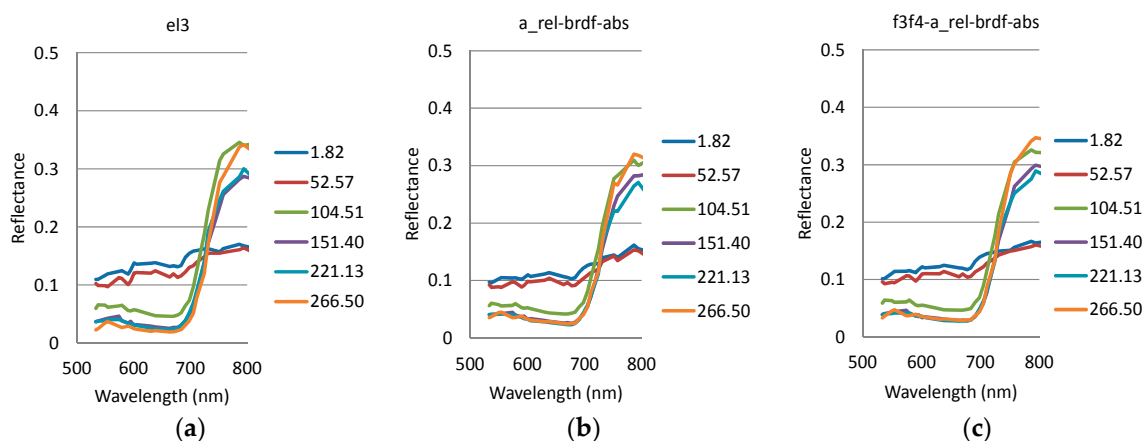 el3
0.5
0.4
0.3
0.2
0.1
0
Reflectance
500 600 700 800
Wavelength (nm)
1.82
52.57
104.51
151.40
221.13
266.50
(a)
a_rel-brdf-abs
0.5
0.4
0.3
0.2
0.1
0
Reflectance
500 600 700 800
Wavelength (nm)
1.82
52.57
104.51
151.40
221.13
266.50
(b)
f3f4-a_rel-brdf-abs
0.5
0.4
0.3
0.2
0.1
0
Reflectance
500 600 700 800
Wavelength (nm)
1.82
52.57
104.51
151.40
221.13
266.50
(c)